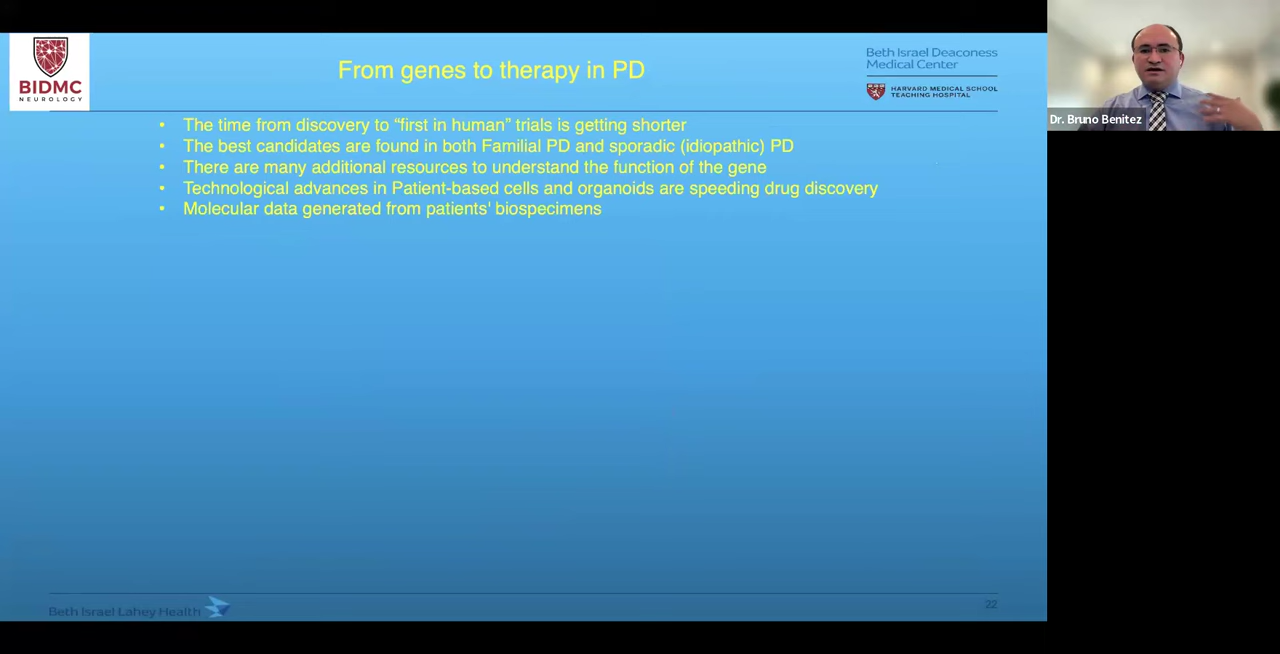 BIDMC
NEUROLOGY
From genes to therapy in PD
Beth Israel Deaconess
Medical Center
HARVARD MEDICAL SCHOOL
TEACHING HOSPITAL
• The time from discovery to “first in human” trials is getting shorter
• The best candidates are found in both Familial PD and sporadic (idiopathic) PD
• There are many additional resources to understand the function of the gene
• Technological advances in Patient-based cells and organoids are speeding drug discovery
• Molecular data generated from patients' biospecimens
Dr. Bruno Benitez
Beth Israel Lahey Health
22